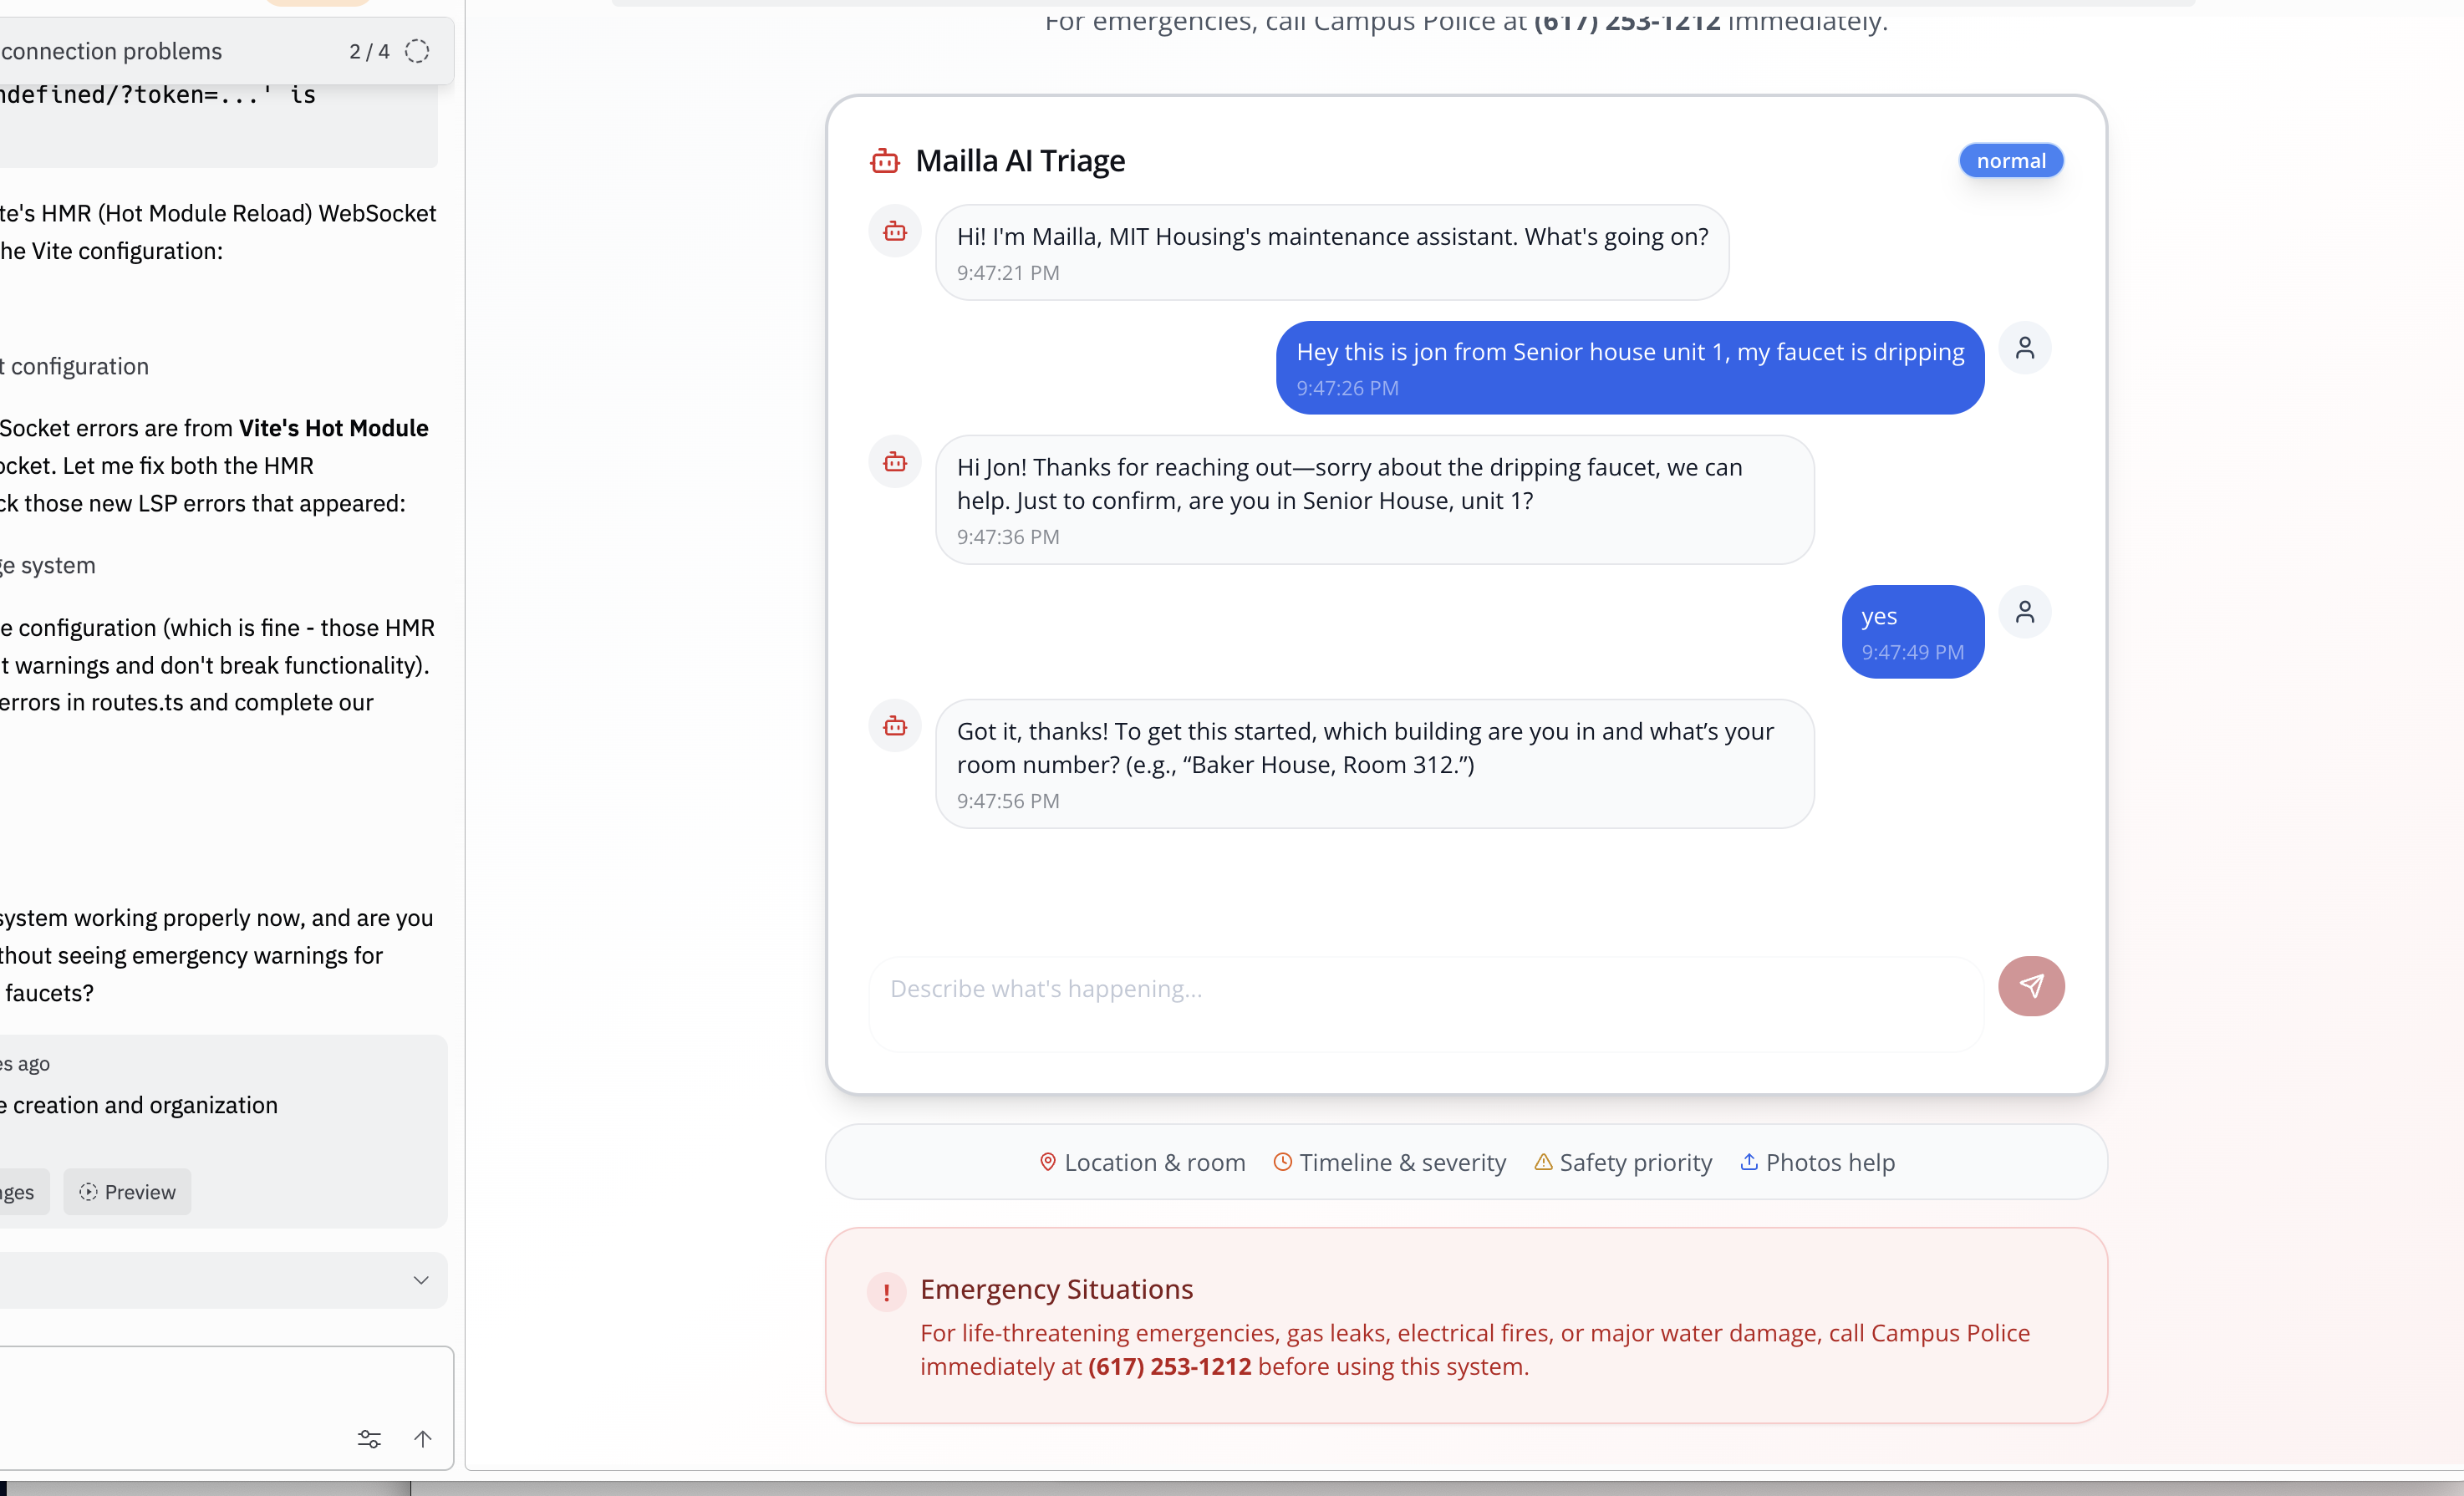 connection problems 2 / 4
ndefined/?token=...' is
te's HMR (Hot Module Reload) WebSocket
he Vite configuration:
t configuration
Socket errors are from Vite's Hot Module
ocket. Let me fix both the HMR
ck those new LSP errors that appeared:
ge system
e configuration (which is fine - those HMR
t warnings and don't break functionality).
errors in routes.ts and complete our
system working properly now, and are you
thout seeing emergency warnings for
faucets?
es ago
e creation and organization
nges Preview
For emergencies, call Campus Police at (617) 253-1212 immediately.
Mailla AI Triage
normal
Hi! I'm Mailla, MIT Housing's maintenance assistant. What's going on?
9:47:21 PM
Hey this is jon from Senior house unit 1, my faucet is dripping
9:47:26 PM
Hi Jon! Thanks for reaching out—sorry about the dripping faucet, we can
help. Just to confirm, are you in Senior House, unit 1?
9:47:36 PM
yes
9:47:49 PM
Got it, thanks! To get this started, which building are you in and what’s your
room number? (e.g., “Baker House, Room 312.”)
9:47:56 PM
Describe what's happening...
Location & room Timeline & severity Safety priority Photos help
! Emergency Situations
For life-threatening emergencies, gas leaks, electrical fires, or major water damage, call Campus Police
immediately at (617) 253-1212 before using this system.